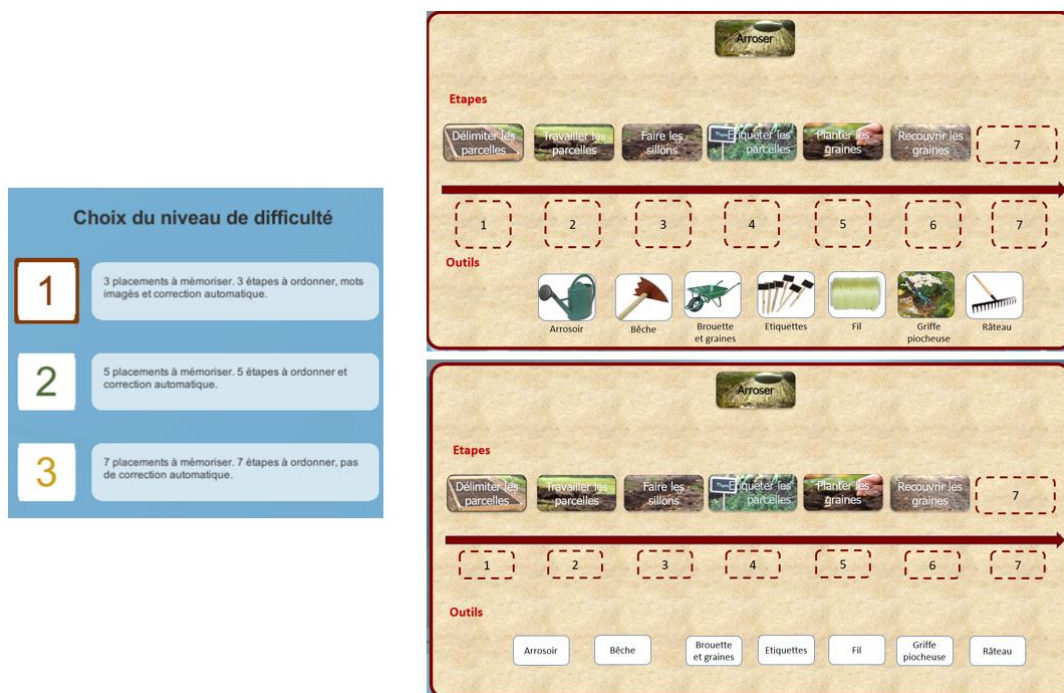 Choix du niveau de difficulté
1
3 placements à mémoriser. 3 étapes à ordonner, mots
imagés et correction automatique.
2
5 placements à mémoriser. 5 étapes à ordonner et
correction automatique.
3
7 placements à mémoriser. 7 étapes à ordonner, pas
de correction automatique.
Arroser
Etapes
Délimiter les
parcelles
Travailler les
parcelles
Faire les
sillons
Etiqueter les
parcelles
Planter les
graines
Recouvrir les
graines
7
1 2 3 4 5 6 7
Outils
Arrosoir
Bêche
Brouette
et graines
Etiquettes
Fil
Griffe
piocheuse
Râteau
Arroser
Etapes
Délimiter les
parcelles
Travailler les
parcelles
Faire les
sillons
Etiqueter les
parcelles
Planter les
graines
Recouvrir les
graines
7
1 2 3 4 5 6 7
Outils
Arrosoir
Bêche
Brouette
et graines
Etiquettes
Fil
Griffe
piocheuse
Râteau